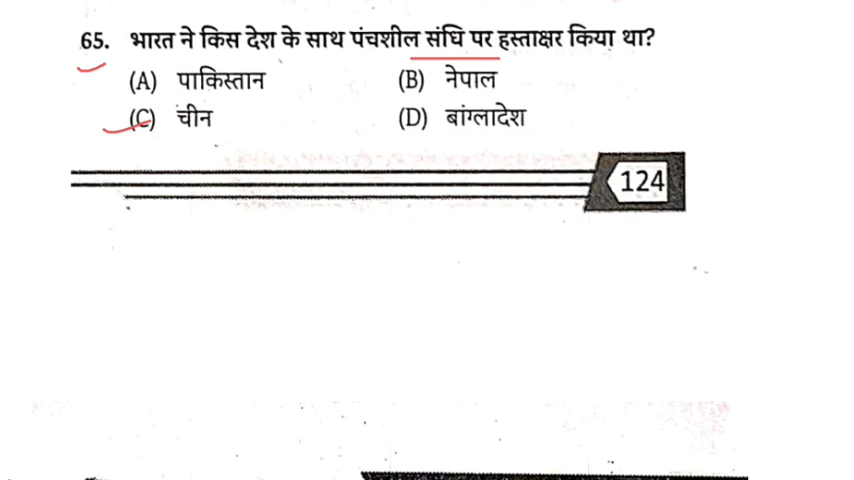 65. भारत ने किस देश के साथ पंचशील संधि पर हस्ताक्षर किया था?
(A) पाकिस्तान (B) नेपाल
(C) चीन (D) बांग्लादेश
124